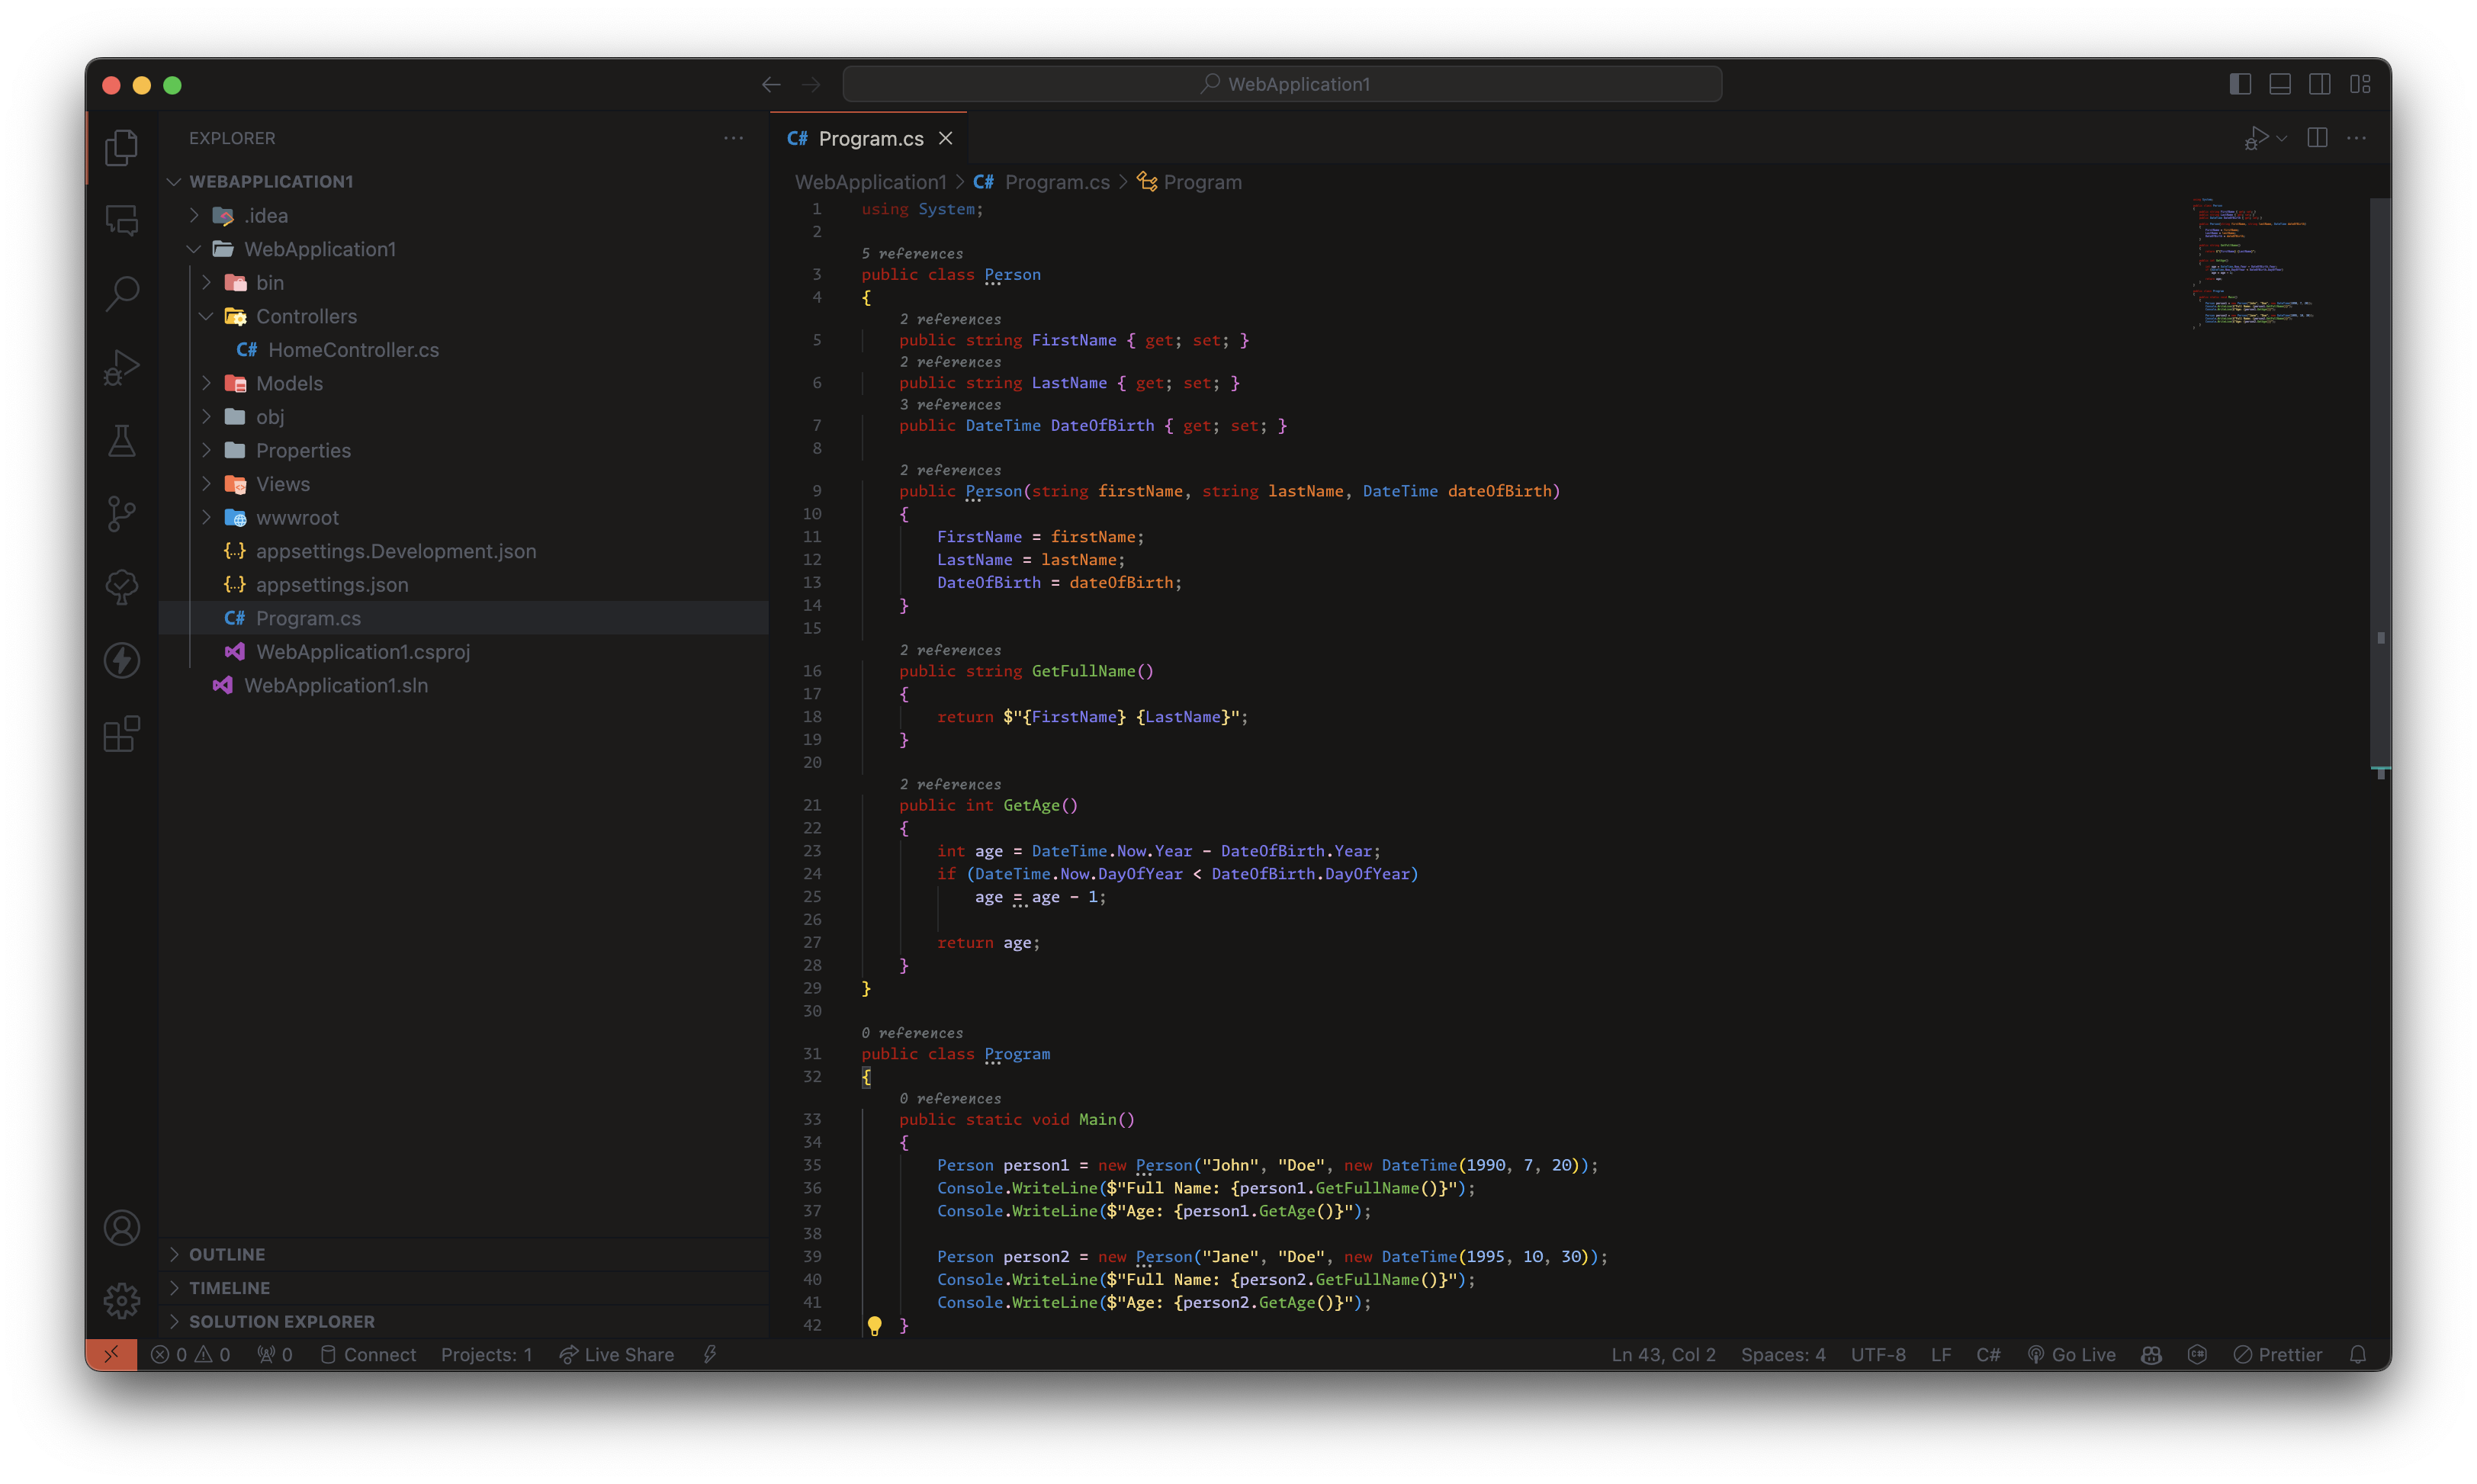 WebApplication1
EXPLORER
WEBAPPLICATION1
.idea
WebApplication1
bin
Controllers
C# HomeController.cs
Models
obj
Properties
Views
wwwroot
{..} appsettings.Development.json
{..} appsettings.json
C# Program.cs
WebApplication1.csproj
WebApplication1.sln
OUTLINE
TIMELINE
SOLUTION EXPLORER
C# Program.cs
WebApplication1 > C# Program.cs > Program
1 using System;
2
5 references
3 public class Person
4 {
2 references
5 public string FirstName { get; set; }
2 references
6 public string LastName { get; set; }
3 references
7 public DateTime DateOfBirth { get; set; }
8
2 references
9 public Person(string firstName, string lastName, DateTime dateOfBirth)
10 {
11 FirstName = firstName;
12 LastName = lastName;
13 DateOfBirth = dateOfBirth;
14 }
15
2 references
16 public string GetFullName()
17 {
18 return $"{FirstName} {LastName}";
19 }
20
2 references
21 public int GetAge()
22 {
23 int age = DateTime.Now.Year - DateOfBirth.Year;
24 if (DateTime.Now.DayOfYear < DateOfBirth.DayOfYear)
25 age = age - 1;
26
27 return age;
28 }
29 }
30
0 references
31 public class Program
32 {
0 references
33 public static void Main()
34 {
35 Person person1 = new Person("John", "Doe", new DateTime(1990, 7, 20));
36 Console.WriteLine($"Full Name: {person1.GetFullName()}");
37 Console.WriteLine($"Age: {person1.GetAge()}");
38
39 Person person2 = new Person("Jane", "Doe", new DateTime(1995, 10, 30));
40 Console.WriteLine($"Full Name: {person2.GetFullName()}");
41 Console.WriteLine($"Age: {person2.GetAge()}");
42 }
0 0 0 Connect Projects: 1 Live Share Ln 43, Col 2 Spaces: 4 UTF-8 LF C# Go Live Prettier